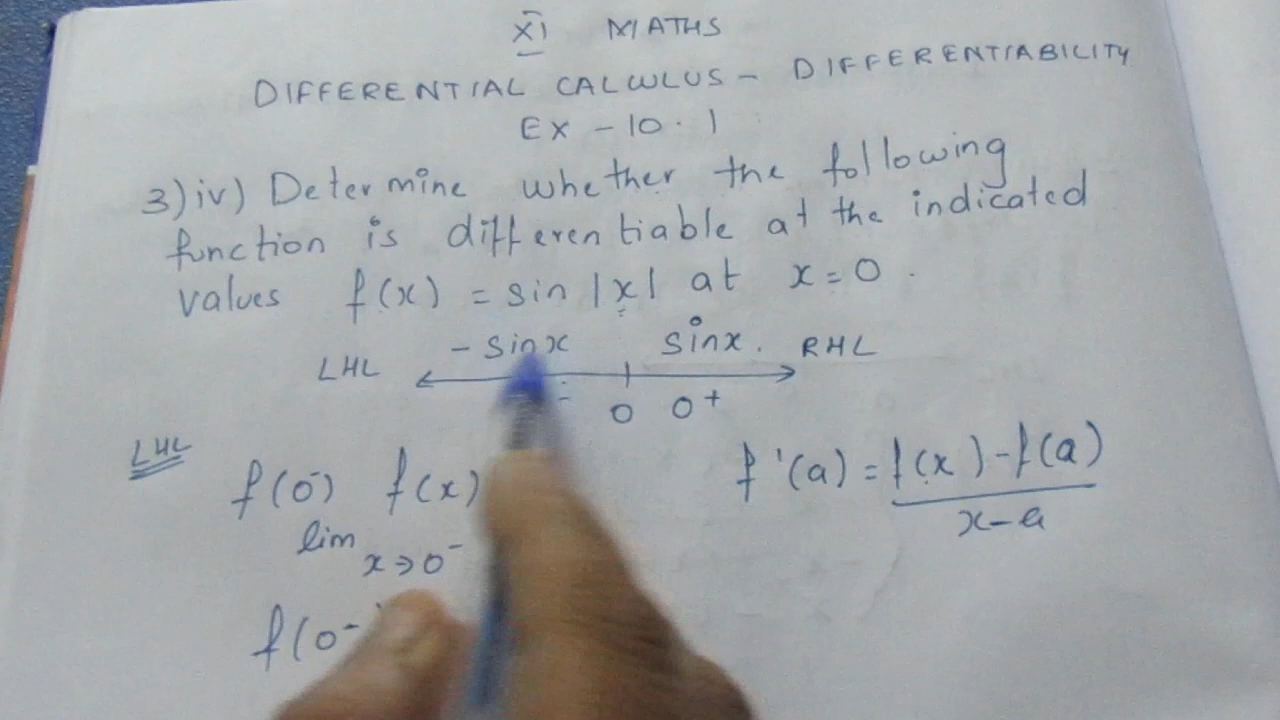 XI MATHS
DIFFERENTIAL CALCULUS - DIFFERENTIABILITY
EX - 10.1
3) iv) Determine whether the following
function is differentiable at the indicated
values f(x) = sin |x| at x = 0.
- sin x sin x.
LHL RHL
- 0 0+
LHL
f(0-) f(x)
lim
x→0-
f'(a) = f(x) - f(a)
x - a
f(0-